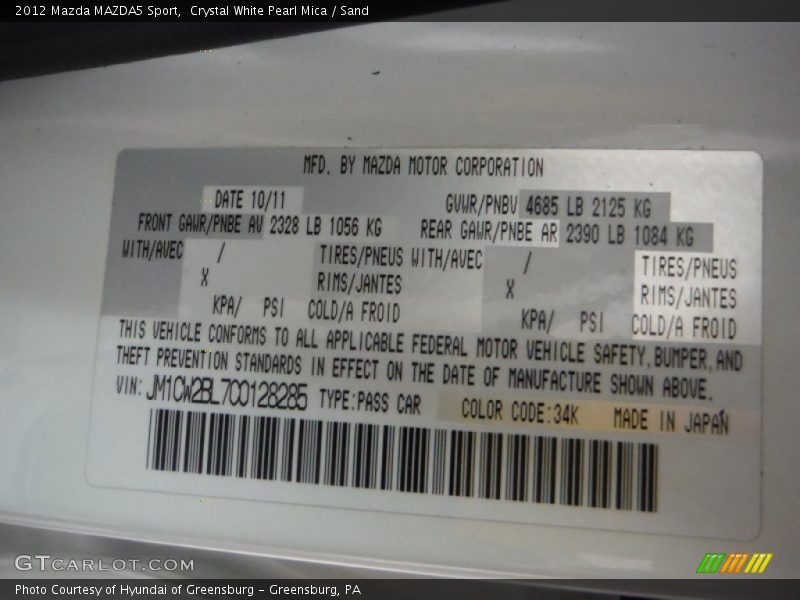 2012 Mazda MAZDA5 Sport,  Crystal White Pearl Mica / Sand
MFD. BY MAZDA MOTOR CORPORATION
DATE 10/11 GVWR/PNBV 4685 LB 2125 KG
FRONT GAWR/PNBE AV 2328 LB 1056 KG REAR GAWR/PNBE AR 2390 LB 1084 KG
WITH/AVEC / TIRES/PNEUS WITH/AVEC / TIRES/PNEUS
X RIMS/JANTES X RIMS/JANTES
KPA/ PSI COLD/A FROID KPA/ PSI COLD/A FROID
THIS VEHICLE CONFORMS TO ALL APPLICABLE FEDERAL MOTOR VEHICLE SAFETY, BUMPER, AND
THEFT PREVENTION STANDARDS IN EFFECT ON THE DATE OF MANUFACTURE SHOWN ABOVE.
VIN: JM1CW2BL7C0128285 TYPE:PASS CAR COLOR CODE:34K MADE IN JAPAN
GTCARLOT.COM
Photo Courtesy of Hyundai of Greensburg – Greensburg, PA